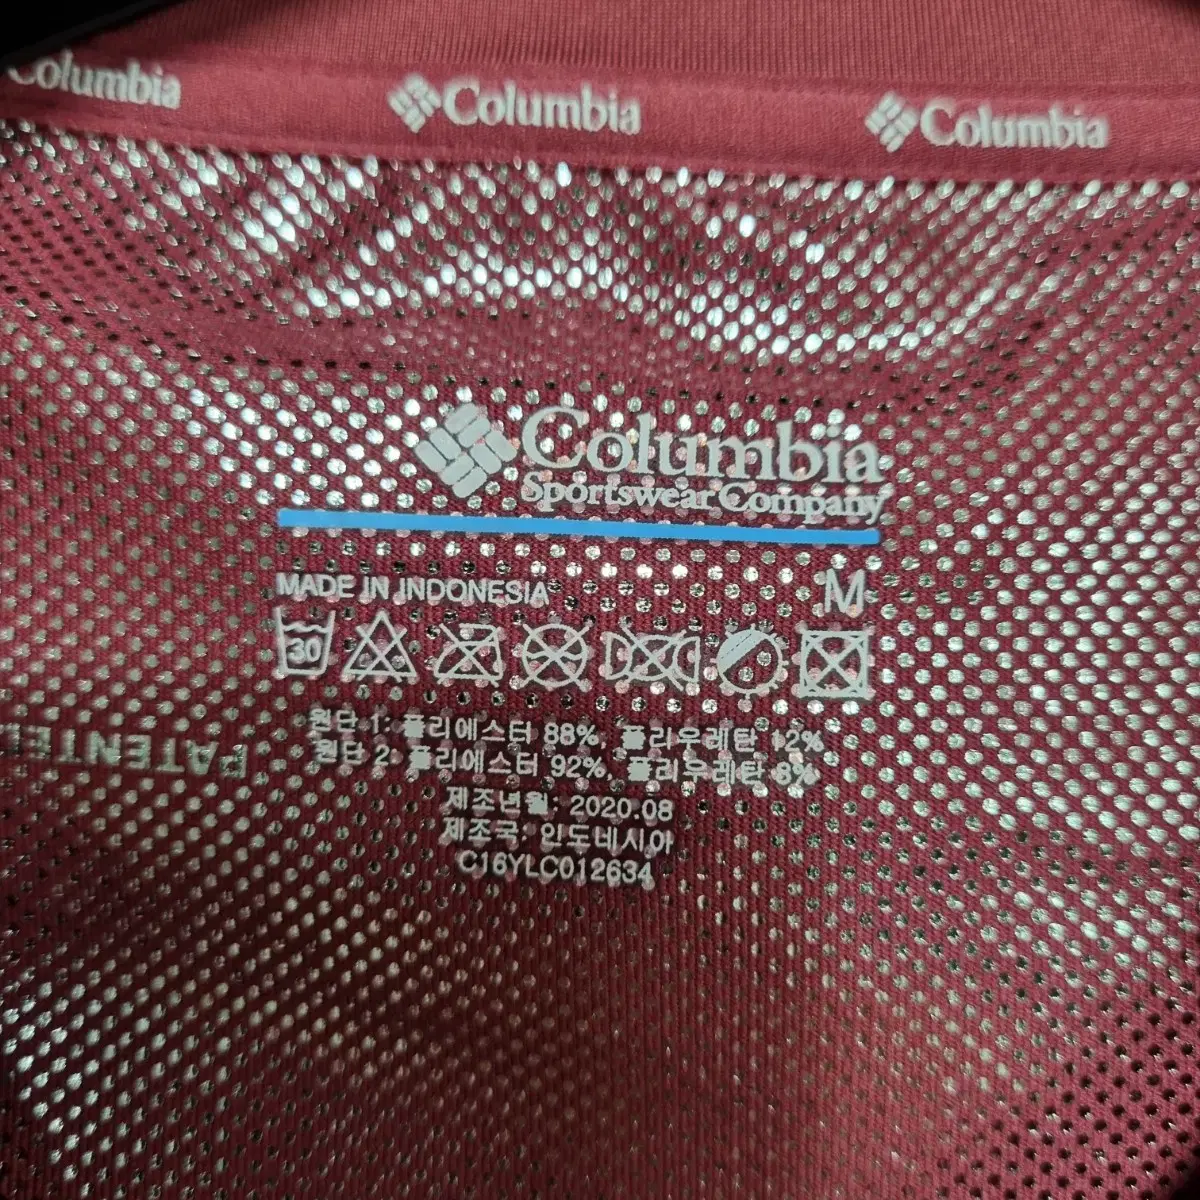 Columbia Columbia Columbia
Columbia
Sportswear Company
MADE IN INDONESIA M
30
원단 1: 폴리에스터 88%, 폴리우레탄 12%
원단 2: 폴리에스터 92%, 폴리우레탄 8%
제조년월: 2020.08
제조국: 인도네시아
C16YLC012634
PATENTE